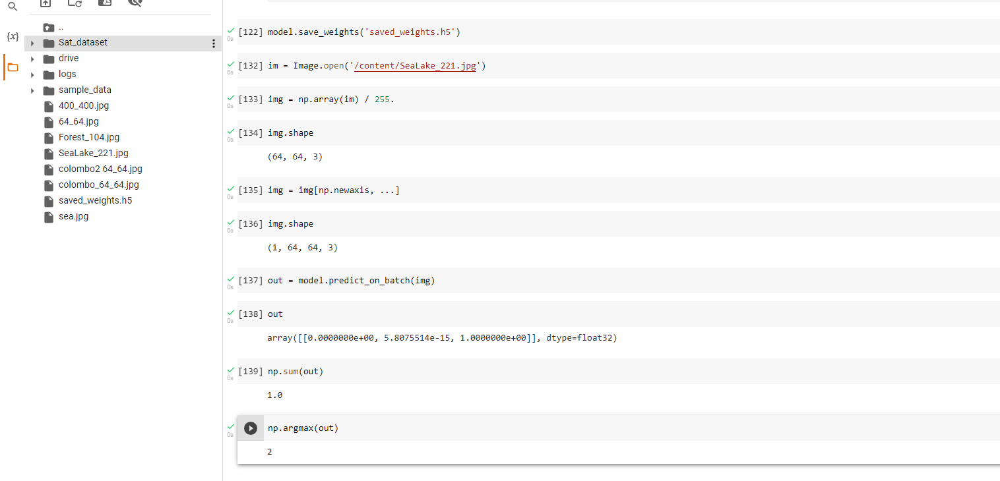 {x}
..
Sat_dataset
drive
logs
sample_data
400_400.jpg
64_64.jpg
Forest_104.jpg
SeaLake_221.jpg
colombo2 64_64.jpg
colombo_64_64.jpg
saved_weights.h5
sea.jpg
[122] model.save_weights('saved_weights.h5')
0s
[132] im = Image.open('/content/SeaLake_221.jpg')
0s
[133] img = np.array(im) / 255.
0s
[134] img.shape
0s
(64, 64, 3)
[135] img = img[np.newaxis, ...]
0s
[136] img.shape
0s
(1, 64, 64, 3)
[137] out = model.predict_on_batch(img)
0s
[138] out
0s
array([[0.0000000e+00, 5.8075514e-15, 1.0000000e+00]], dtype=float32)
[139] np.sum(out)
0s
1.0
np.argmax(out)
0s
2